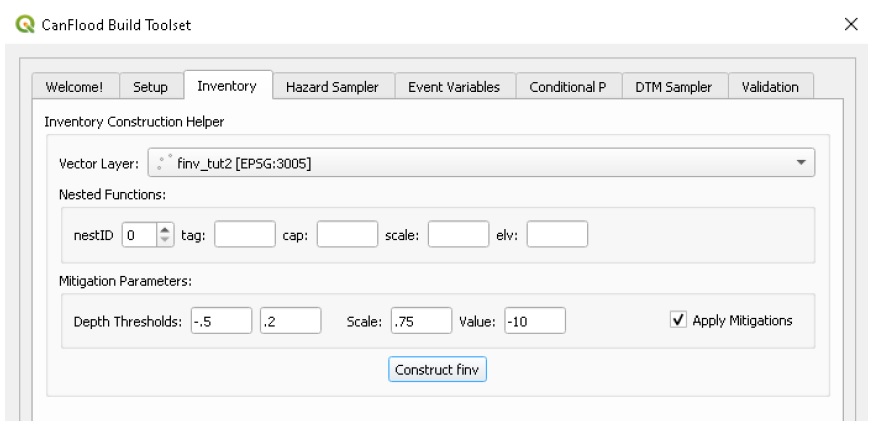 CanFlood Build Toolset
Welcome! Setup Inventory Hazard Sampler Event Variables Conditional P DTM Sampler Validation
Inventory Construction Helper
Vector Layer: finv_tut2 [EPSG:3005]
Nested Functions:
nestID 0 tag: cap: scale: elv:
Mitigation Parameters:
Depth Thresholds: -.5 .2 Scale: .75 Value: -10 Apply Mitigations
Construct finv